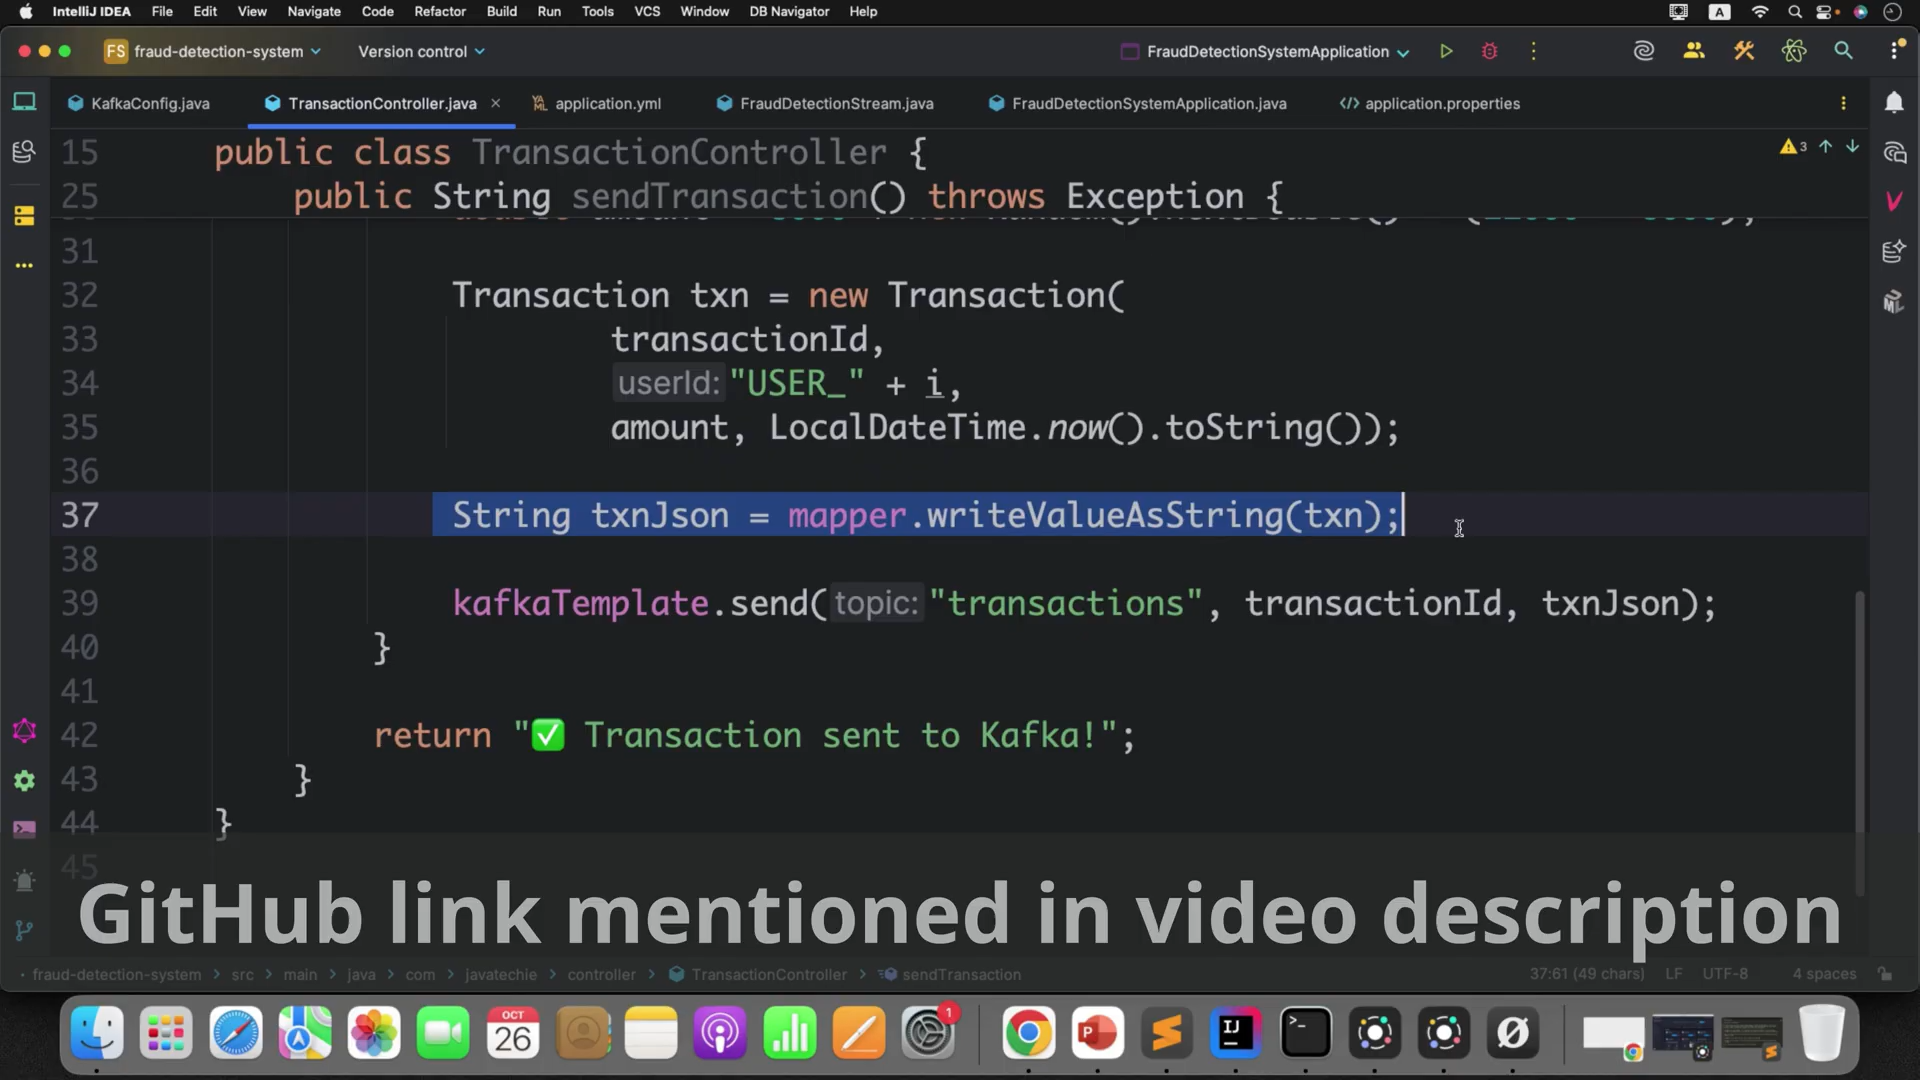 IntelliJ IDEA File Edit View Navigate Code Refactor Build Run Tools VCS Window DB Navigator Help A
FS fraud-detection-system Version control FraudDetectionSystemApplication
KafkaConfig.java TransactionController.java application.yml FraudDetectionStream.java FraudDetectionSystemApplication.java application.properties
15 public class TransactionController {
3
25 public String sendTransaction() throws Exception {
31
32 Transaction txn = new Transaction(
33 transactionId,
34 userId: "USER_" + i,
35 amount, LocalDateTime.now().toString());
36
37 String txnJson = mapper.writeValueAsString(txn);
38
39 kafkaTemplate.send( topic: "transactions", transactionId, txnJson);
40 }
41
42 return "✅ Transaction sent to Kafka!";
43 }
44 }
45
GitHub link mentioned in video description
fraud-detection-system > src > main > java > com > javatechie > controller > TransactionController > sendTransaction 37:61 (49 chars) LF UTF-8 4 spaces
OCT
26
1